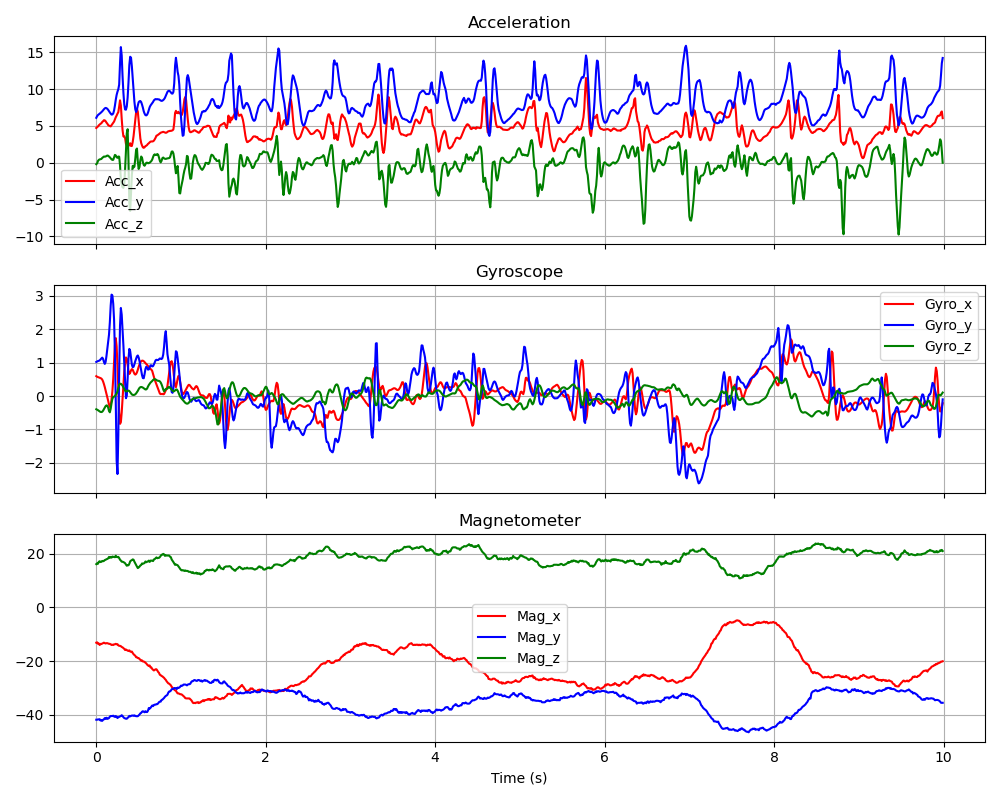 Acceleration
15
10
5
0
−5
−10
Acc_x
Acc_y
Acc_z
Gyroscope
3
2
1
0
−1
−2
Gyro_x
Gyro_y
Gyro_z
Magnetometer
20
0
−20
−40
Mag_x
Mag_y
Mag_z
0 2 4 6 8 10
Time (s)